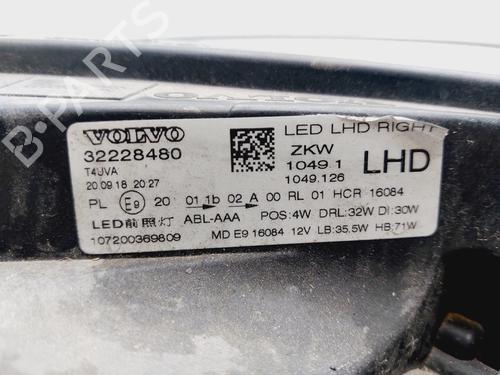 VOLVO
32228480
T4UVA
20.09.18 20:27
LED LHD RIGHT
ZKW
1049.1
1049.126
LHD
PL E9 20 01 1b 02 A 00 RL 01 HCR 16084
LED前照灯 ABL-AAA POS:4W DRL:32W DI:30W
107200369809 MD E9 16084 12V LB:35,5W HB:71W